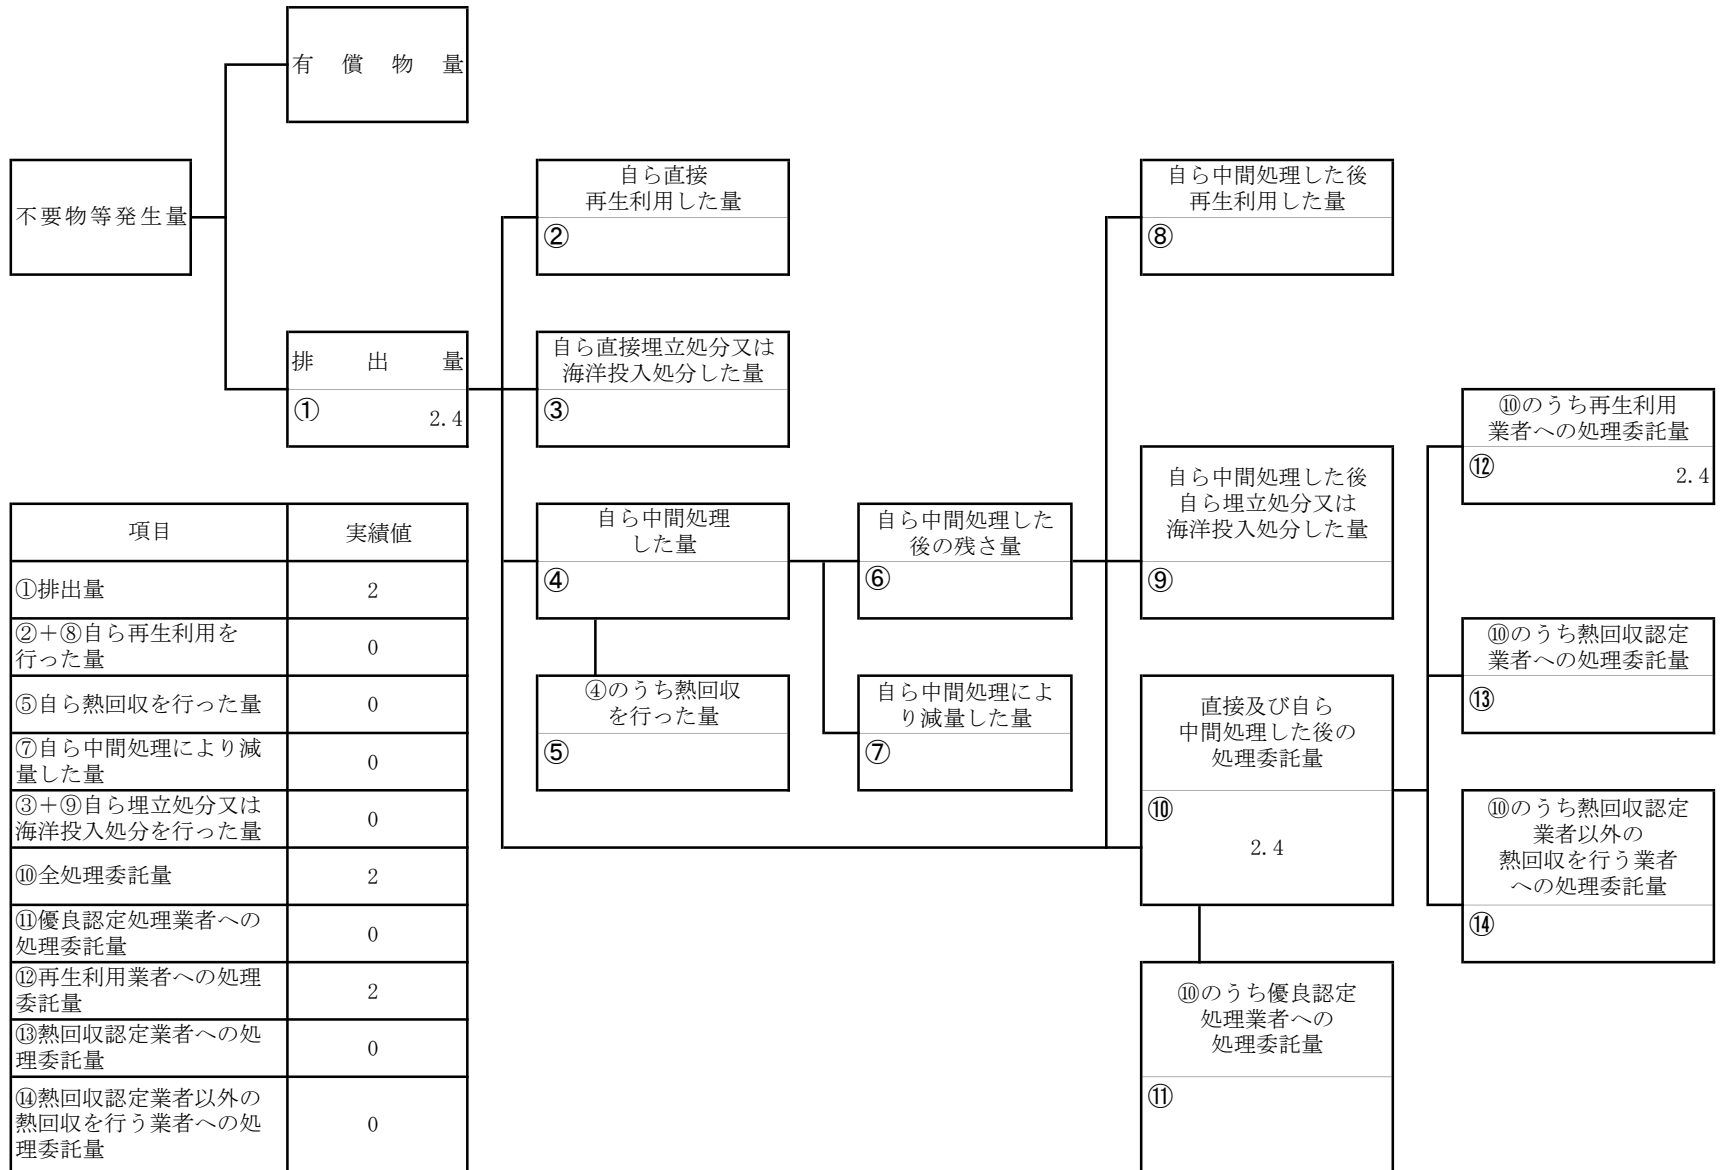 有償物量
不要物等発生量
排出量
①
2.4
自ら直接
再生利用した量
②
自ら直接埋立処分又は
海洋投入処分した量
③
自ら中間処理
した量
④
④のうち熱回収
を行った量
⑤
自ら中間処理した
後の残さ量
⑥
自ら中間処理によ
り減量した量
⑦
自ら中間処理した後
再生利用した量
⑧
自ら中間処理した後
自ら埋立処分又は
海洋投入処分した量
⑨
直接及び自ら
中間処理した後の
処理委託量
⑩
2.4
⑩のうち優良認定
処理業者への
処理委託量
⑪
⑩のうち再生利用
業者への処理委託量
⑫
2.4
⑩のうち熱回収認定
業者への処理委託量
⑬
⑩のうち熱回収認定
業者以外の
熱回収を行う業者
への処理委託量
⑭
項目 実績値
①排出量 2
②+⑧自ら再生利用を
行った量 0
⑤自ら熱回収を行った量 0
⑦自ら中間処理により減
量した量 0
③+⑨自ら埋立処分又は
海洋投入処分を行った量 0
⑩全処理委託量 2
⑪優良認定処理業者への
処理委託量 0
⑫再生利用業者への処理
委託量 2
⑬熱回収認定業者への処
理委託量 0
⑭熱回収認定業者以外の
熱回収を行う業者への処
理委託量 0